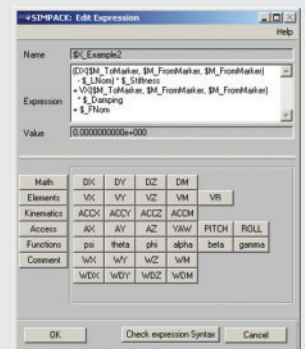 SIMPACK: Edit Expression
Help
Name $X_Example2
(DX($M_ToMarker, $M_FromMarker, $M_FromMarker)
- $_LNom) * $_Stiffness
+ VX($M_ToMarker, $M_FromMarker, $M_FromMarker)
Expression * $_Damping
+ $_FNom
Value 0.0000000000e+000
Math DX DY DZ DM
Elements VX VY VZ VM VR
Kinematics ACCX ACCY ACCZ ACCM
Access AX AY AZ YAW PITCH ROLL
Functions psi theta phi alpha beta gamma
Comment WX WY WZ WM
WDX WDY WDZ WDM
OK Check expression Syntax Cancel